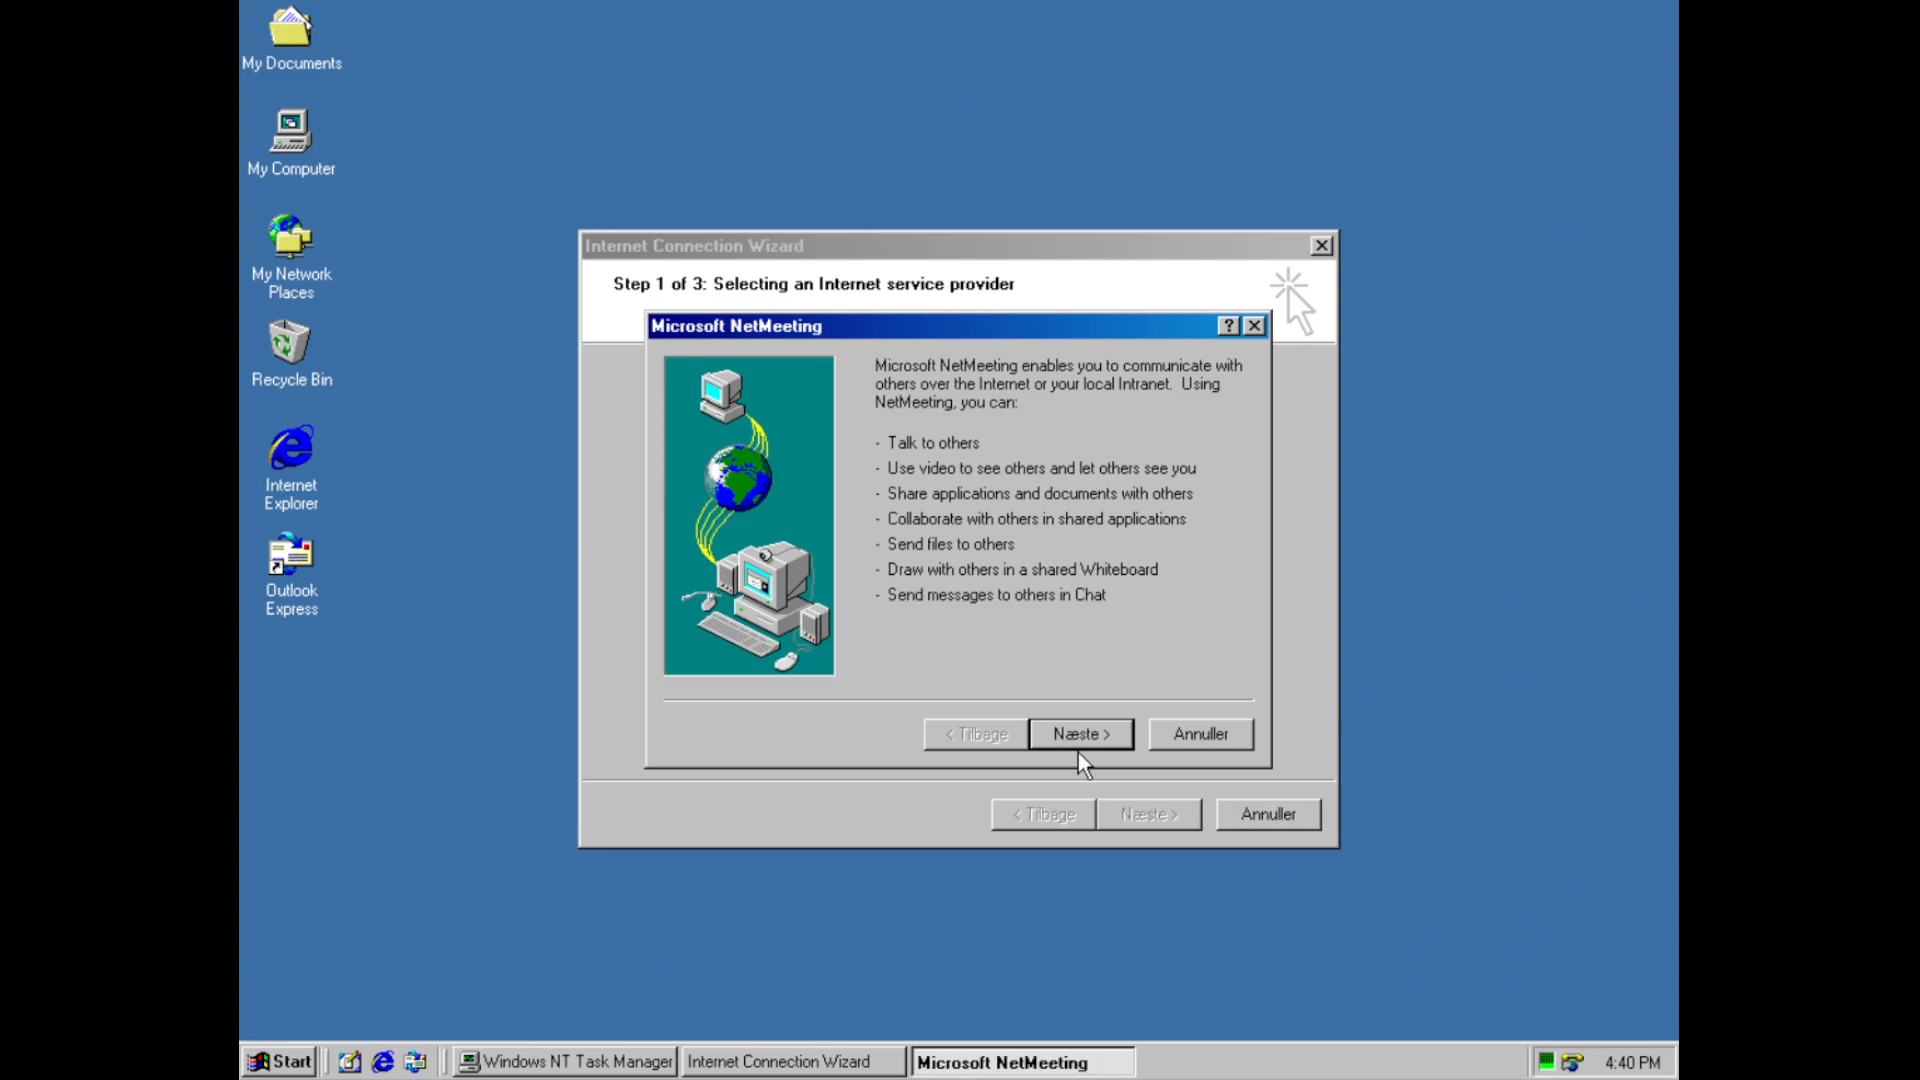 My Documents
My Computer
My Network
Places
Recycle Bin
Internet
Explorer
Outlook
Express
Internet Connection Wizard
Step 1 of 3: Selecting an Internet service provider
Microsoft NetMeeting
Microsoft NetMeeting enables you to communicate with
others over the Internet or your local Intranet. Using
NetMeeting, you can:
- Talk to others
- Use video to see others and let others see you
- Share applications and documents with others
- Collaborate with others in shared applications
- Send files to others
- Draw with others in a shared Whiteboard
- Send messages to others in Chat
< Tilbage
Næste >
Annuller
< Tilbage
Næste >
Annuller
Start
Windows NT Task Manager
Internet Connection Wizard
Microsoft NetMeeting
4:40 PM